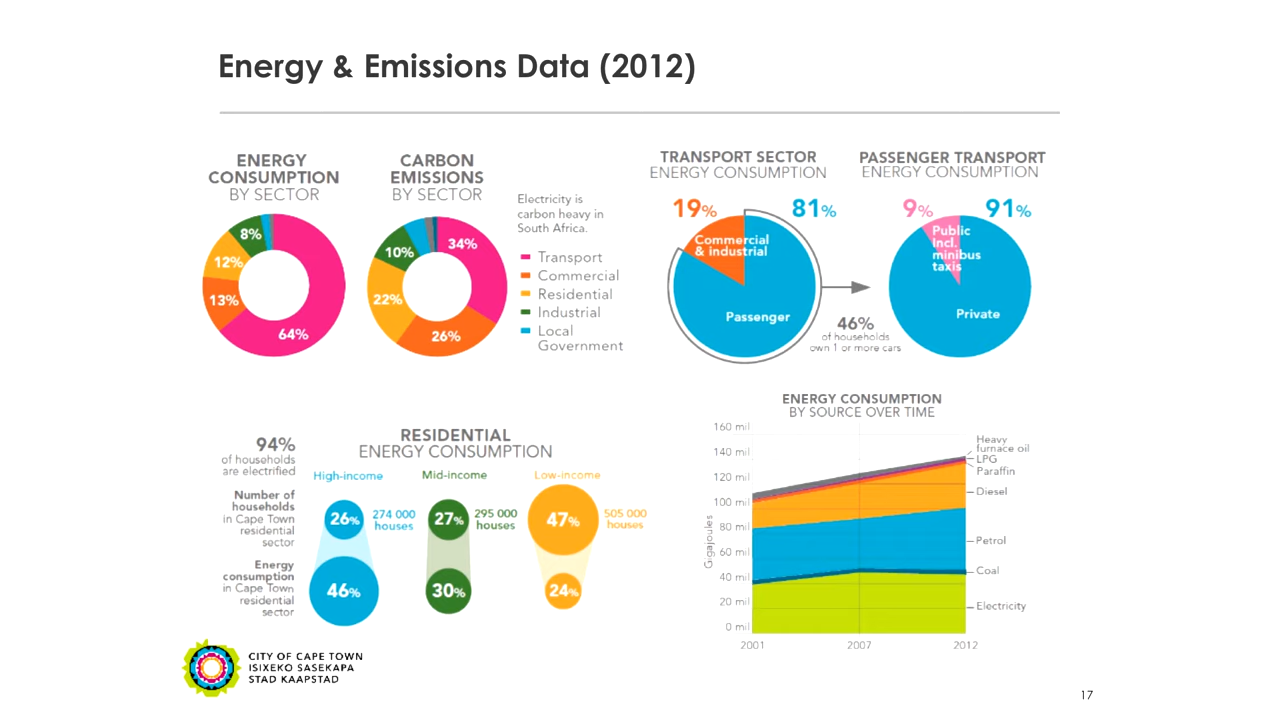 Energy & Emissions Data (2012)
ENERGY
CONSUMPTION
BY SECTOR
8%
12%
13%
64%
CARBON
EMISSIONS
BY SECTOR
34%
10%
22%
26%
Electricity is
carbon heavy in
South Africa.
Transport
Commercial
Residential
Industrial
Local
Government
TRANSPORT SECTOR
ENERGY CONSUMPTION
19%
81%
Commercial
& industrial
Passenger
46%
of households
own 1 or more cars
PASSENGER TRANSPORT
ENERGY CONSUMPTION
9%
91%
Public
Incl.
minibus
taxis
Private
94%
of households
are electrified
RESIDENTIAL
ENERGY CONSUMPTION
High-income
Mid-income
Low-income
Number of
households
in Cape Town
residential
sector
26%
274 000
houses
27%
295 000
houses
47%
505 000
houses
Energy
consumption
in Cape Town
residential
sector
46%
30%
24%
ENERGY CONSUMPTION
BY SOURCE OVER TIME
160 mil
140 mil
120 mil
100 mil
80 mil
60 mil
40 mil
20 mil
0 mil
Gigajoules
2001
2007
2012
Heavy
furnace oil
LPG
Paraffin
Diesel
Petrol
Coal
Electricity
CITY OF CAPE TOWN
ISIXEKO SASEKAPA
STAD KAAPSTAD
17